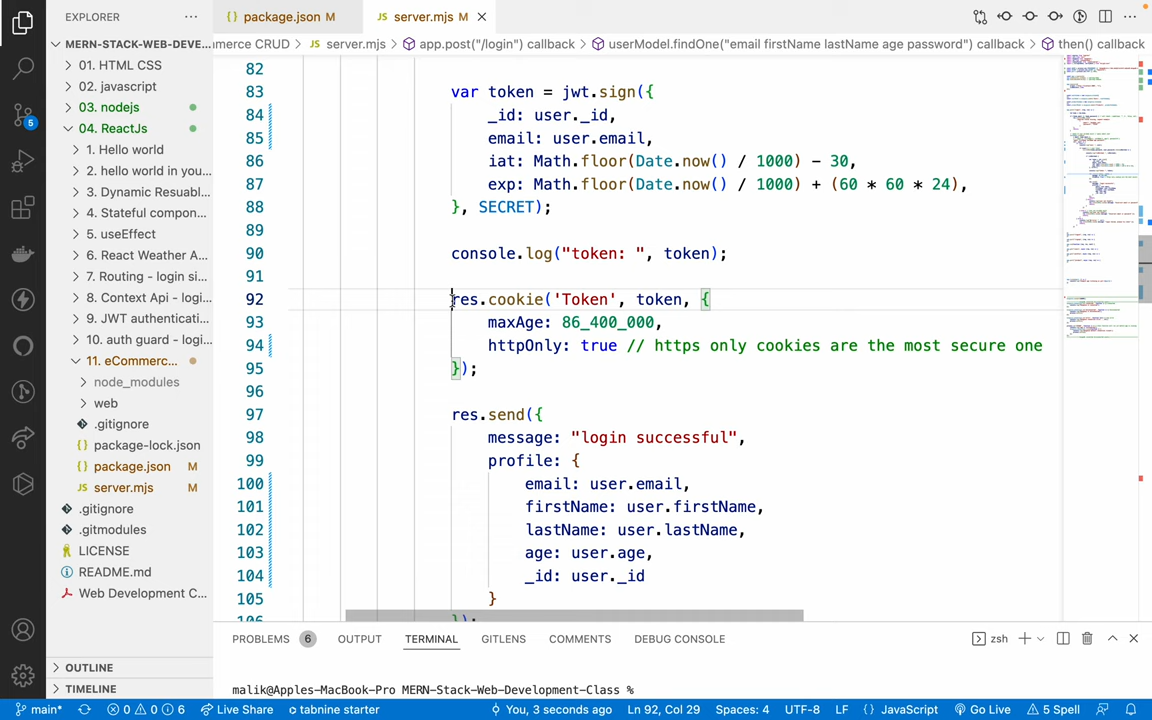 EXPLORER
package.json M
server.mjs M
MERN-STACK-WEB-DEVE...
mmerce CRUD > server.mjs > app.post("/login") callback > userModel.findOne("email firstName lastName age password") callback > then() callback
01. HTML CSS
02. javascript
03. nodejs
04. ReactJs
1. Hello world
2. hello world in you...
3. Dynamic Resuabl...
4. Stateful compon...
5. useEffect
6. React Weather A...
7. Routing - login si...
8. Context Api - logi...
9. JWT authenticati...
10. auth guard - logi...
11. eCommerc...
node_modules
web
.gitignore
package-lock.json
package.json M
server.mjs M
.gitignore
.gitmodules
LICENSE
README.md
Web Development C...
OUTLINE
TIMELINE
5
82
83 var token = jwt.sign({
84 _id: user._id,
85 email: user.email,
86 iat: Math.floor(Date.now() / 1000) - 30,
87 exp: Math.floor(Date.now() / 1000) + (60 * 60 * 24),
88 }, SECRET);
89
90 console.log("token: ", token);
91
92 res.cookie('Token', token, {
93 maxAge: 86_400_000,
94 httpOnly: true // https only cookies are the most secure one
95 });
96
97 res.send({
98 message: "login successful",
99 profile: {
100 email: user.email,
101 firstName: user.firstName,
102 lastName: user.lastName,
103 age: user.age,
104 _id: user._id
105 }
106 });
PROBLEMS 6 OUTPUT TERMINAL GITLENS COMMENTS DEBUG CONSOLE
zsh
malik@Apples-MacBook-Pro MERN-Stack-Web-Development-Class %
main* 0 0 6 Live Share tabnine starter You, 3 seconds ago Ln 92, Col 29 Spaces: 4 UTF-8 LF {} JavaScript Go Live 5 Spell